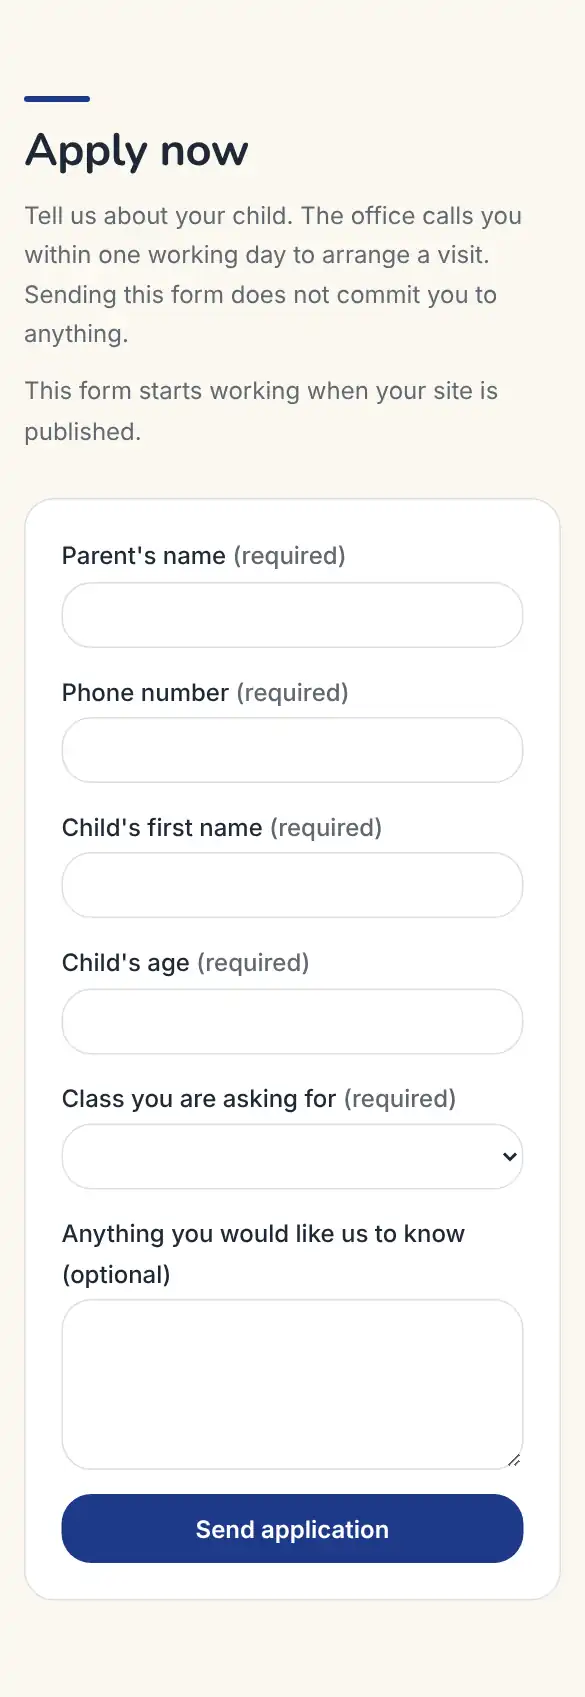 Apply now
Tell us about your child. The office calls you
within one working day to arrange a visit.
Sending this form does not commit you to
anything.
This form starts working when your site is
published.
Parent's name (required)
Phone number (required)
Child's first name (required)
Child's age (required)
Class you are asking for (required)
Anything you would like us to know
(optional)
Send application